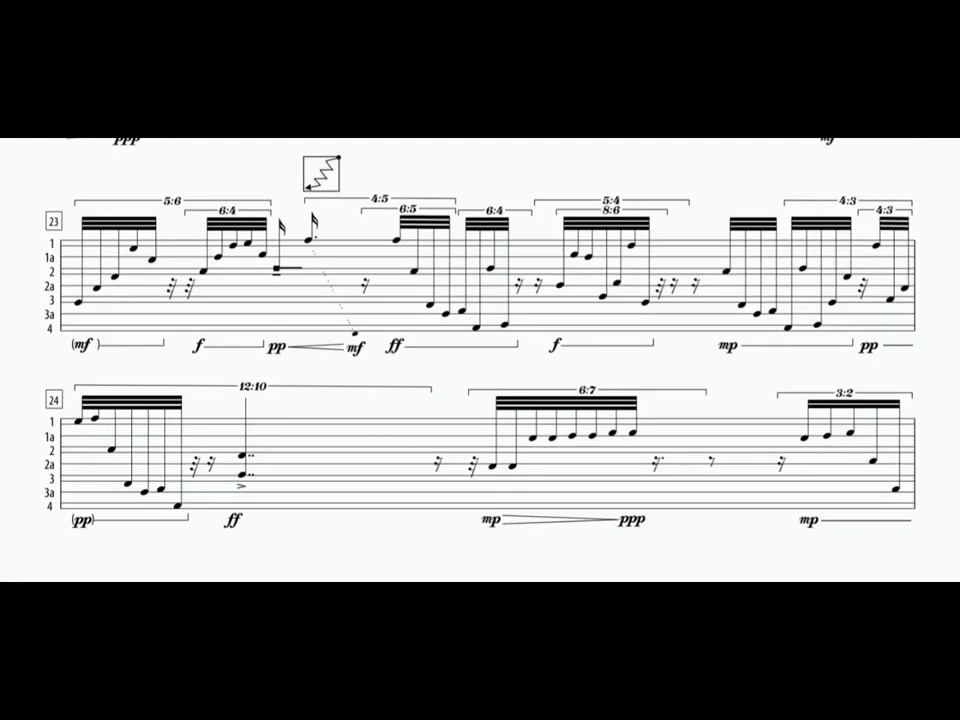 ppp mf
5:6 6:4 4:5 6:5 6:4 5:4 8:6 4:3 4:3
23
1
1a
2
2a
3
3a
4
(mf ) f pp mf ff f mp pp
12:10 6:7 3:2
24
1
1a
2
2a
3
3a
4
(pp) ff mp ppp mp